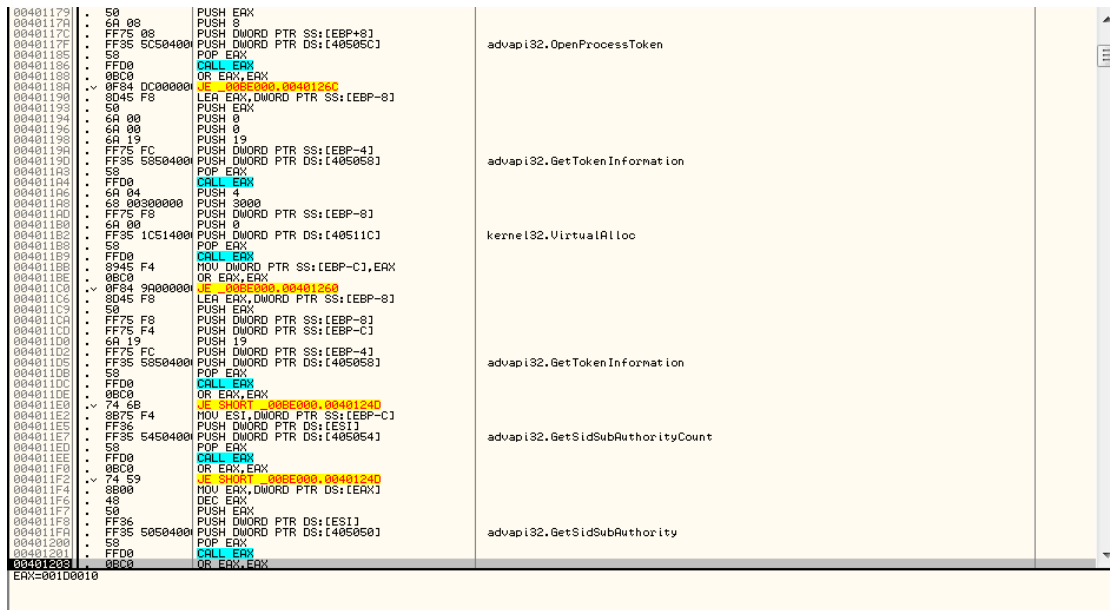 00401179 . 50 PUSH EAX
0040117A . 6A 08 PUSH 8
0040117C . FF75 08 PUSH DWORD PTR SS:[EBP+8]
0040117F . FF35 5C50400 PUSH DWORD PTR DS:[40505C] advapi32.OpenProcessToken
00401185 . 58 POP EAX
00401186 . FFD0 CALL EAX
00401188 . 0BC0 OR EAX,EAX
0040118A .v 0F84 DC00000 JE _00BE000.0040126C
00401190 . 8D45 F8 LEA EAX,DWORD PTR SS:[EBP-8]
00401193 . 50 PUSH EAX
00401194 . 6A 00 PUSH 0
00401196 . 6A 00 PUSH 0
00401198 . 6A 19 PUSH 19
0040119A . FF75 FC PUSH DWORD PTR SS:[EBP-4]
0040119D . FF35 5850400 PUSH DWORD PTR DS:[405058] advapi32.GetTokenInformation
004011A3 . 58 POP EAX
004011A4 . FFD0 CALL EAX
004011A6 . 6A 04 PUSH 4
004011A8 . 68 00300000 PUSH 3000
004011AD . FF75 F8 PUSH DWORD PTR SS:[EBP-8]
004011B0 . 6A 00 PUSH 0
004011B2 . FF35 1C51400 PUSH DWORD PTR DS:[40511C] kernel32.VirtualAlloc
004011B8 . 58 POP EAX
004011B9 . FFD0 CALL EAX
004011BB . 8945 F4 MOV DWORD PTR SS:[EBP-C],EAX
004011BE . 0BC0 OR EAX,EAX
004011C0 .v 0F84 9A00000 JE _00BE000.00401260
004011C6 . 8D45 F8 LEA EAX,DWORD PTR SS:[EBP-8]
004011C9 . 50 PUSH EAX
004011CA . FF75 F8 PUSH DWORD PTR SS:[EBP-8]
004011CD . FF75 F4 PUSH DWORD PTR SS:[EBP-C]
004011D0 . 6A 19 PUSH 19
004011D2 . FF75 FC PUSH DWORD PTR SS:[EBP-4]
004011D5 . FF35 5850400 PUSH DWORD PTR DS:[405058] advapi32.GetTokenInformation
004011DB . 58 POP EAX
004011DC . FFD0 CALL EAX
004011DE . 0BC0 OR EAX,EAX
004011E0 .v 74 6B JE SHORT _00BE000.0040124D
004011E2 . 8B75 F4 MOV ESI,DWORD PTR SS:[EBP-C]
004011E5 . FF36 PUSH DWORD PTR DS:[ESI]
004011E7 . FF35 5450400 PUSH DWORD PTR DS:[405054] advapi32.GetSidSubAuthorityCount
004011ED . 58 POP EAX
004011EE . FFD0 CALL EAX
004011F0 . 0BC0 OR EAX,EAX
004011F2 .v 74 59 JE SHORT _00BE000.0040124D
004011F4 . 8B00 MOV EAX,DWORD PTR DS:[EAX]
004011F6 . 48 DEC EAX
004011F7 . 50 PUSH EAX
004011F8 . FF36 PUSH DWORD PTR DS:[ESI]
004011FA . FF35 5050400 PUSH DWORD PTR DS:[405050] advapi32.GetSidSubAuthority
00401200 . 58 POP EAX
00401201 . FFD0 CALL EAX
00401203 . 0BC0 OR EAX,EAX
EAX=001D0010